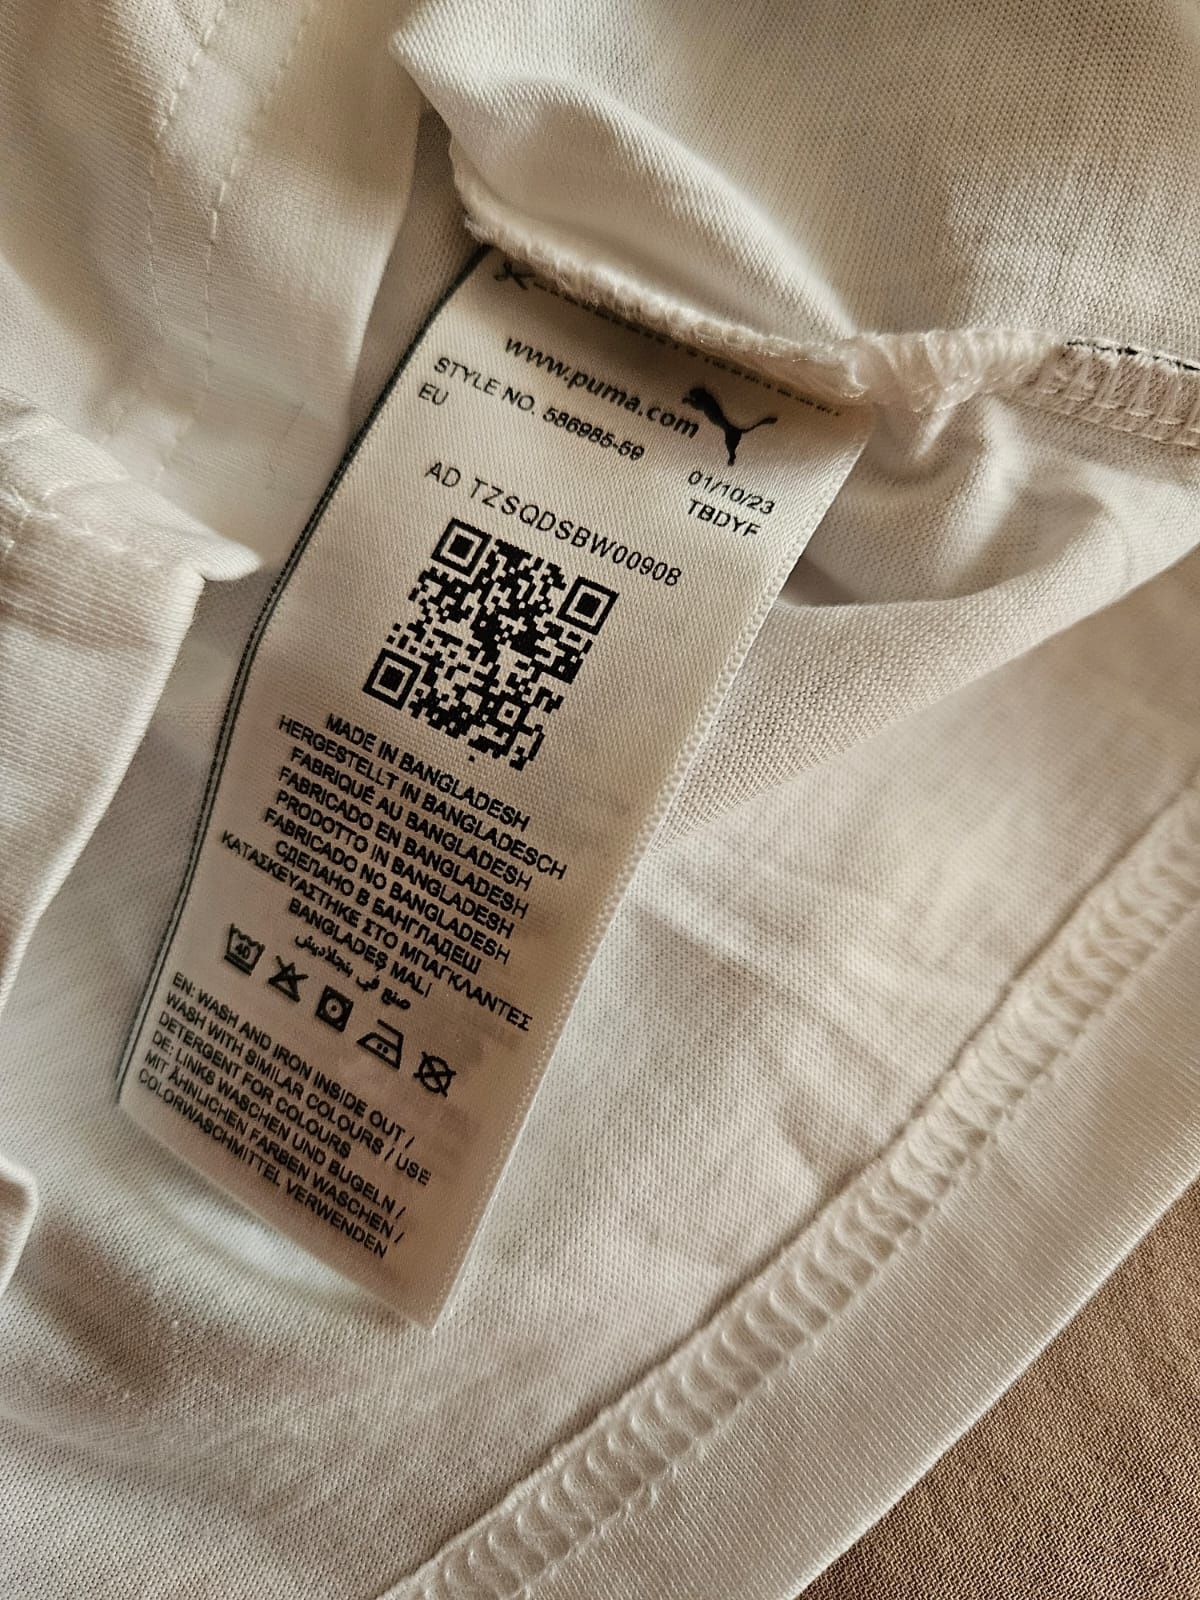 www.puma.com
STYLE NO. 586985-59
EU
01/10/23
TBDYF
AD TZSQDSBW00908
MADE IN BANGLADESH
HERGESTELLT IN BANGLADESCH
FABRIQUÉ AU BANGLADESH
FABRICADO EN BANGLADESH
PRODOTTO IN BANGLADESH
FABRICADO NO BANGLADESH
СДЕЛАНО В БАНГЛАДЕШ
ΚΑΤΑΣΚΕΥΑΣΤΗΚΕ ΣΤΟ ΜΠΑΓΚΛΑΝΤΕΣ
BANGLADEŞ MALI
صنع في بنجلاديش
40
EN: WASH AND IRON INSIDE OUT /
WASH WITH SIMILAR COLOURS / USE
DETERGENT FOR COLOURS
DE: LINKS WASCHEN UND BÜGELN /
MIT ÄHNLICHEN FARBEN WASCHEN /
COLORWASCHMITTEL VERWENDEN